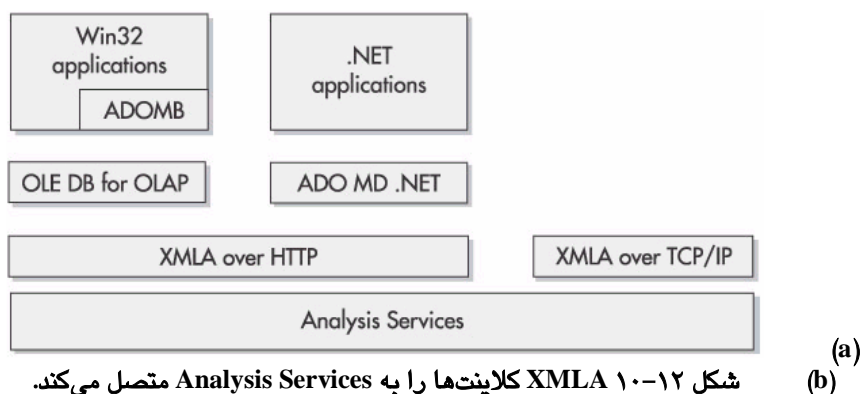 Win32
applications
ADOMB
.NET
applications
OLE DB for OLAP
ADO MD .NET
XMLA over HTTP
XMLA over TCP/IP
Analysis Services
(a)
(b) شکل ۱۲-۱۰ XMLA کلاینت‌ها را به Analysis Services متصل می‌کند.